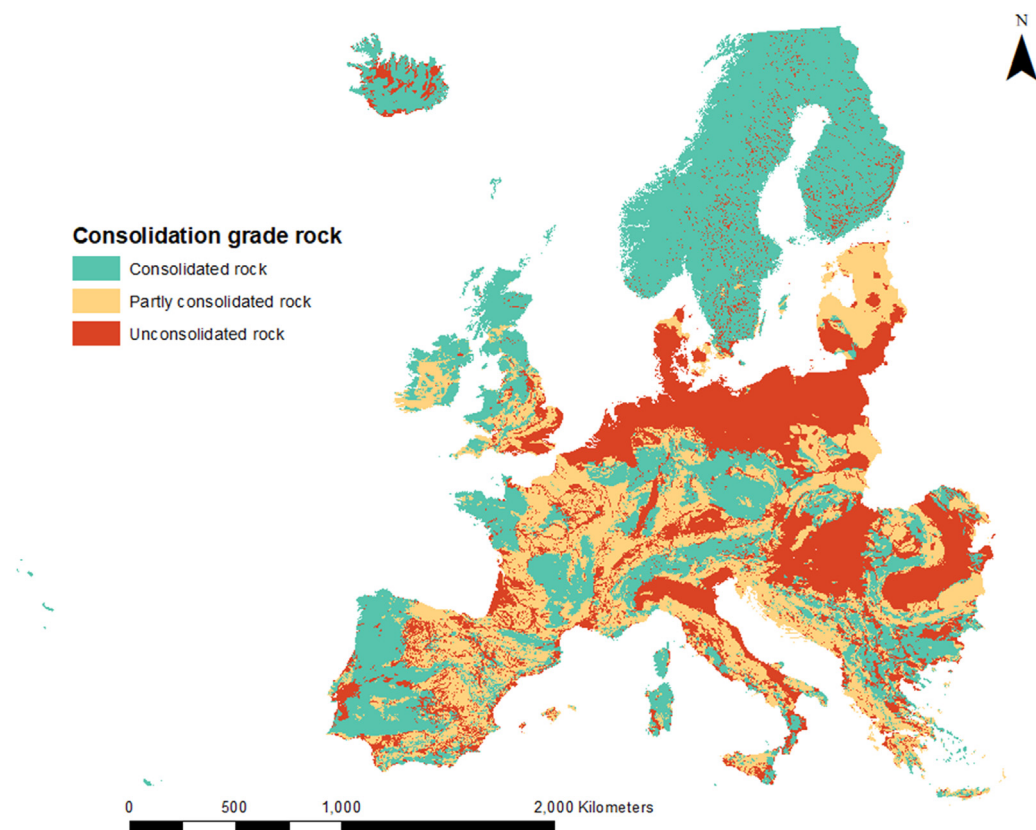 N
Consolidation grade rock
Consolidated rock
Partly consolidated rock
Unconsolidated rock
0 500 1,000 2,000 Kilometers